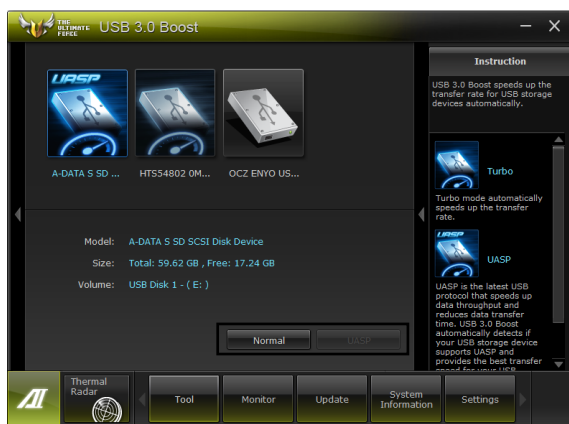 THE ULTIMATE FORCE USB 3.0 Boost
Instruction
USB 3.0 Boost speeds up the
transfer rate for USB storage
devices automatically.
UASP
A-DATA S SD ...
HTS54802 0M...
OCZ ENYO US...
Turbo
Turbo mode automatically
speeds up the transfer
rate.
UASP
UASP
UASP is the latest USB
protocol that speeds up
data throughput and
reduces data transfer
time. USB 3.0 Boost
automatically detects if
your USB storage device
supports UASP and
provides the best transfer
speed for your USB
Model: A-DATA S SD SCSI Disk Device
Size: Total: 59.62 GB , Free: 17.24 GB
Volume: USB Disk 1 - ( E: )
Normal
UASP
AI
Thermal
Radar
Tool
Monitor
Update
System
Information
Settings